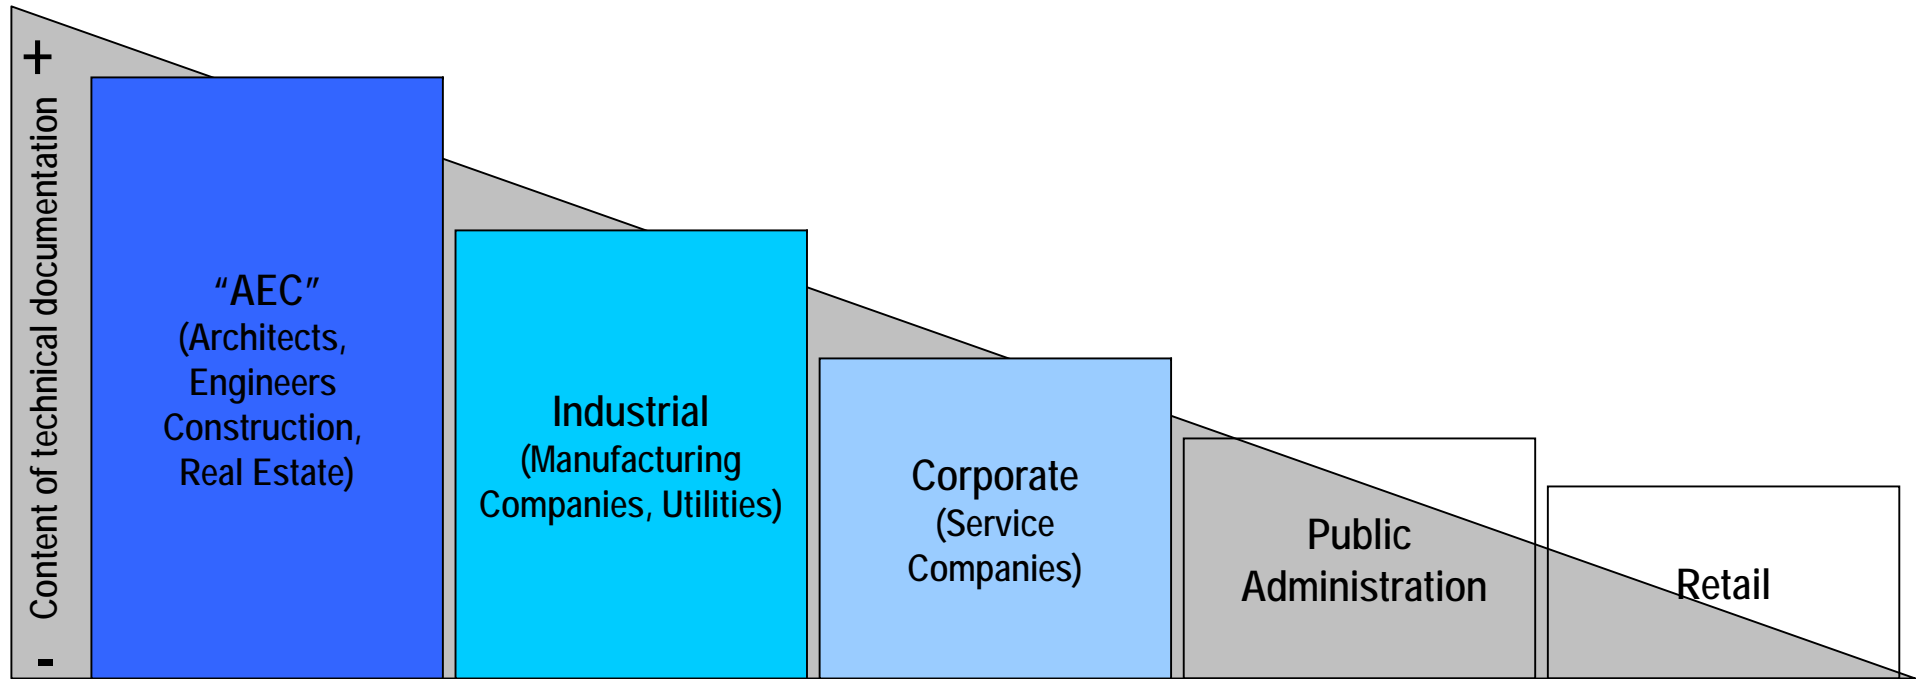 +
Content of technical documentation
-
“AEC”
(Architects,
Engineers
Construction,
Real Estate)
Industrial
(Manufacturing
Companies, Utilities)
Corporate
(Service
Companies)
Public
Administration
Retail